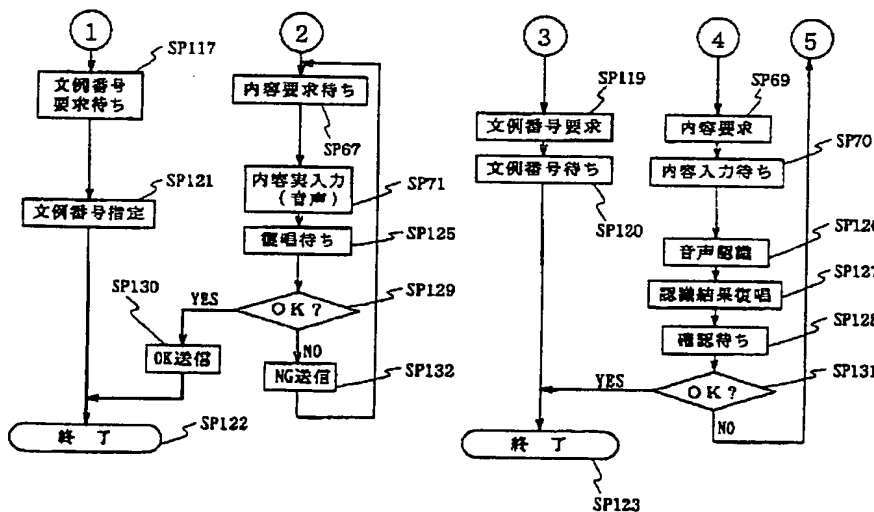 1
SP117
文例番号
要求待ち
SP121
文例番号指定
SP130
YES
OK送信
終 了
SP122
2
内容要求待ち
SP67
内容実入力
(音声)
SP71
復唱待ち
SP125
OK?
SP129
NO
NG送信
SP132
3
SP119
文例番号要求
文例番号待ち
SP120
YES
終 了
SP123
4
SP69
内容要求
SP70
内容入力待ち
SP126
音声認識
SP127
認識結果復唱
SP128
確認待ち
SP131
OK?
NO
5